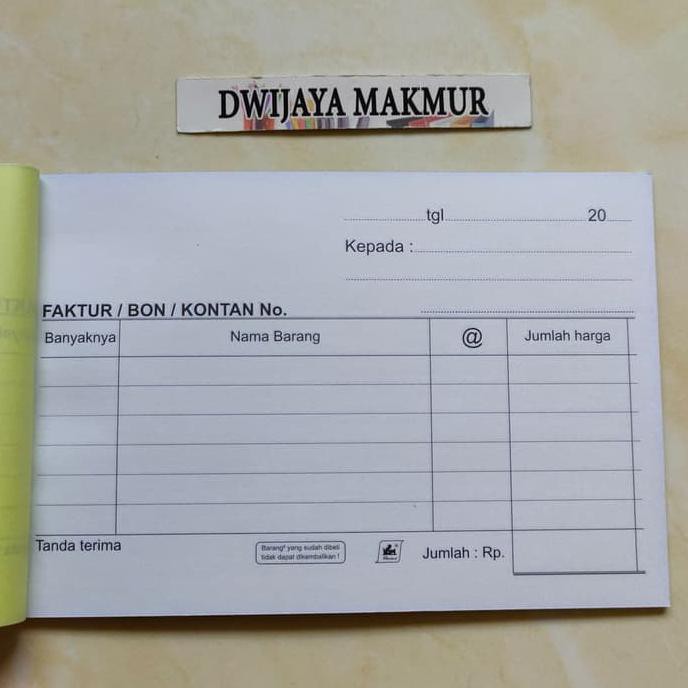 DWIJAYA MAKMUR
tgl 20
Kepada :
FAKTUR / BON / KONTAN No.
Banyaknya Nama Barang @ Jumlah harga
Tanda terima
Barang² yang sudah dibeli
tidak dapat dikembalikan !
Jumlah : Rp.